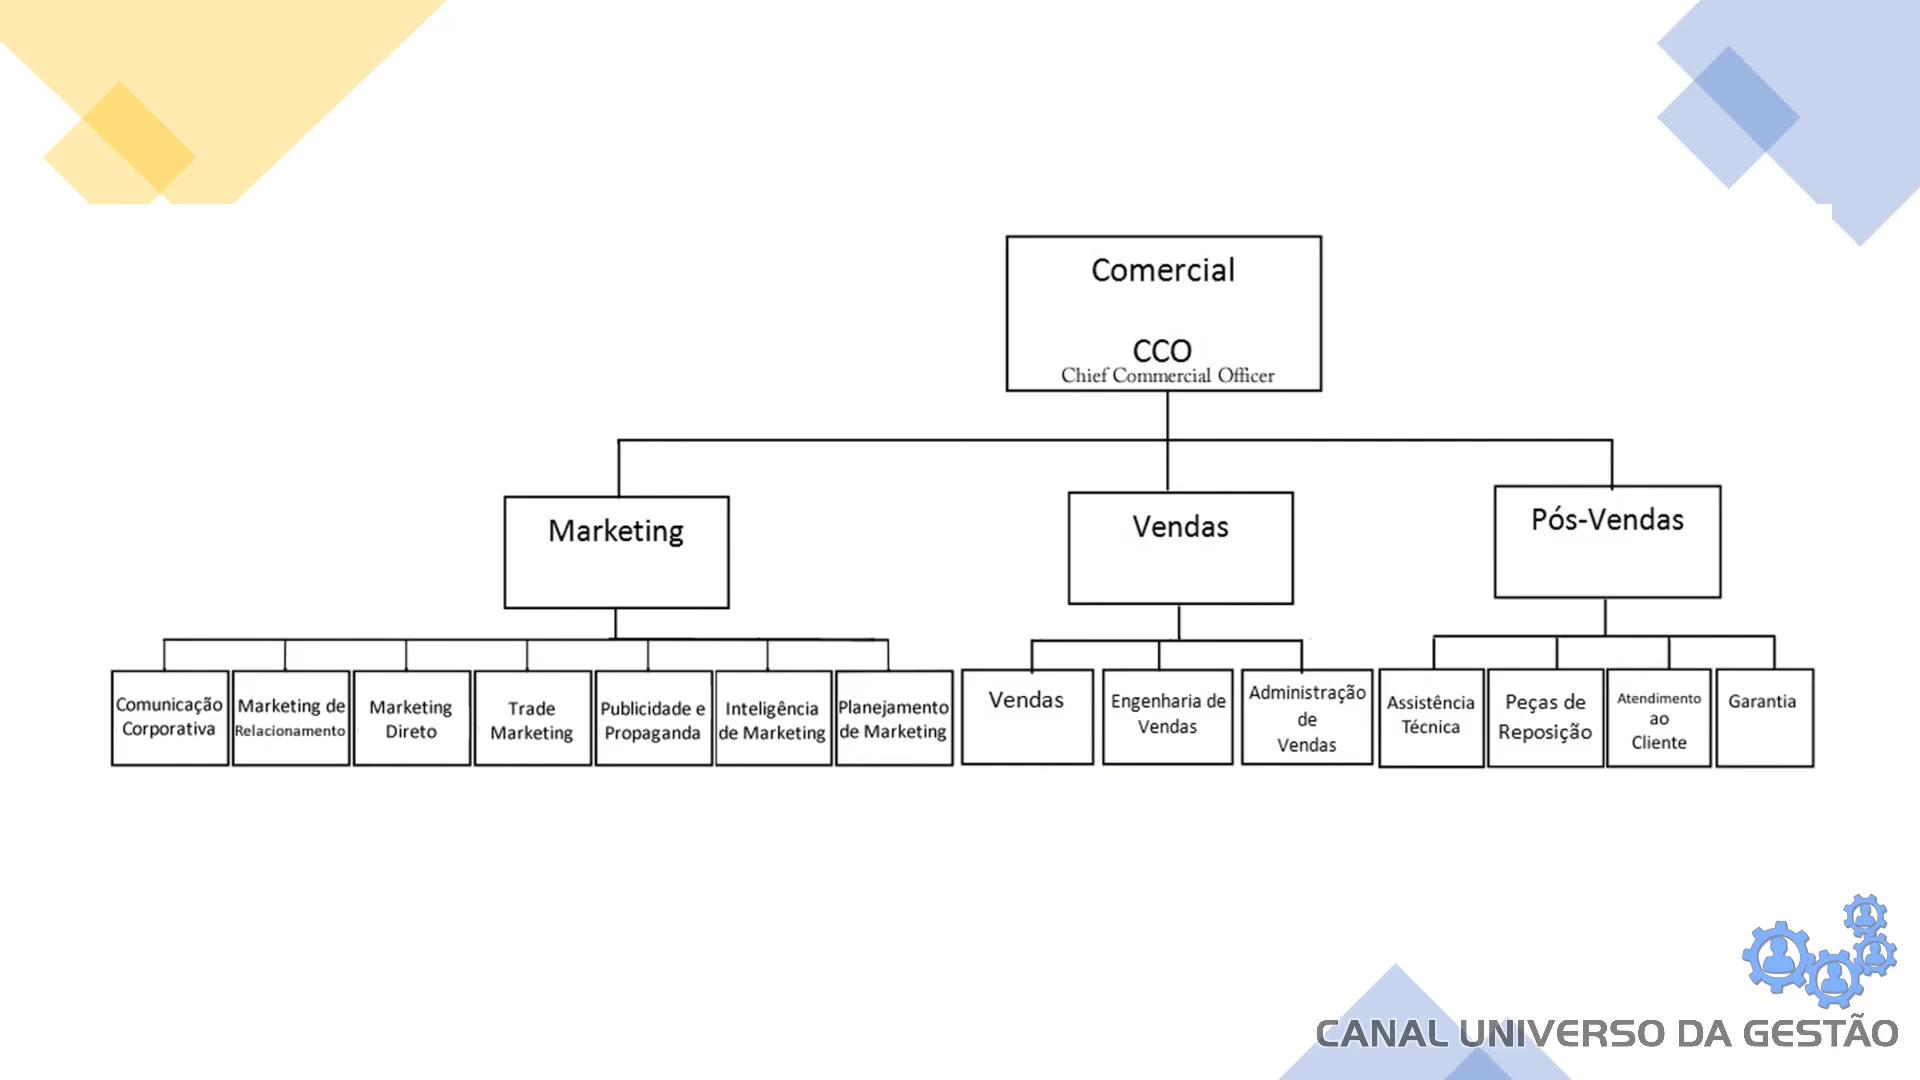 Comercial
CCO
Chief Commercial Officer
Marketing
Vendas
Pós-Vendas
Comunicação
Corporativa
Marketing de
Relacionamento
Marketing
Direto
Trade
Marketing
Publicidade e
Propaganda
Inteligência
de Marketing
Planejamento
de Marketing
Vendas
Engenharia de
Vendas
Administração
de
Vendas
Assistência
Técnica
Peças de
Reposição
Atendimento
ao
Cliente
Garantia
CANAL UNIVERSO DA GESTÃO